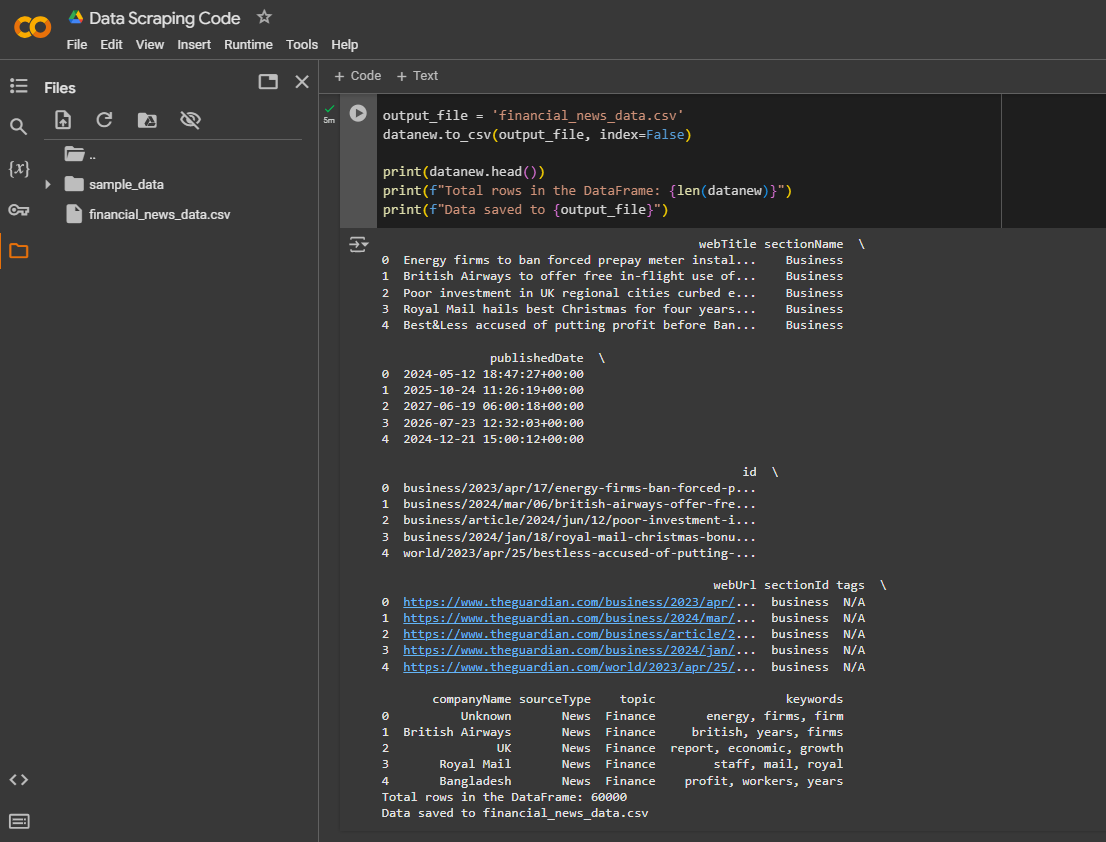 Data Scraping Code
File Edit View Insert Runtime Tools Help
Files
+ Code + Text
..
sample_data
financial_news_data.csv
{x}
5m
output_file = 'financial_news_data.csv'
datanew.to_csv(output_file, index=False)
print(datanew.head())
print(f"Total rows in the DataFrame: {len(datanew)}")
print(f"Data saved to {output_file}")
webTitle sectionName \
0 Energy firms to ban forced prepay meter instal... Business
1 British Airways to offer free in-flight use of... Business
2 Poor investment in UK regional cities curbed e... Business
3 Royal Mail hails best Christmas for four years... Business
4 Best&Less accused of putting profit before Ban... Business
publishedDate \
0 2024-05-12 18:47:27+00:00
1 2025-10-24 11:26:19+00:00
2 2027-06-19 06:00:18+00:00
3 2026-07-23 12:32:03+00:00
4 2024-12-21 15:00:12+00:00
id \
0 business/2023/apr/17/energy-firms-ban-forced-p...
1 business/2024/mar/06/british-airways-offer-fre...
2 business/article/2024/jun/12/poor-investment-i...
3 business/2024/jan/18/royal-mail-christmas-bonu...
4 world/2023/apr/25/bestless-accused-of-putting-...
webUrl sectionId tags \
0 https://www.theguardian.com/business/2023/apr/... business N/A
1 https://www.theguardian.com/business/2024/mar/... business N/A
2 https://www.theguardian.com/business/article/2... business N/A
3 https://www.theguardian.com/business/2024/jan/... business N/A
4 https://www.theguardian.com/world/2023/apr/25/... business N/A
companyName sourceType topic keywords
0 Unknown News Finance energy, firms, firm
1 British Airways News Finance british, years, firms
2 UK News Finance report, economic, growth
3 Royal Mail News Finance staff, mail, royal
4 Bangladesh News Finance profit, workers, years
Total rows in the DataFrame: 60000
Data saved to financial_news_data.csv